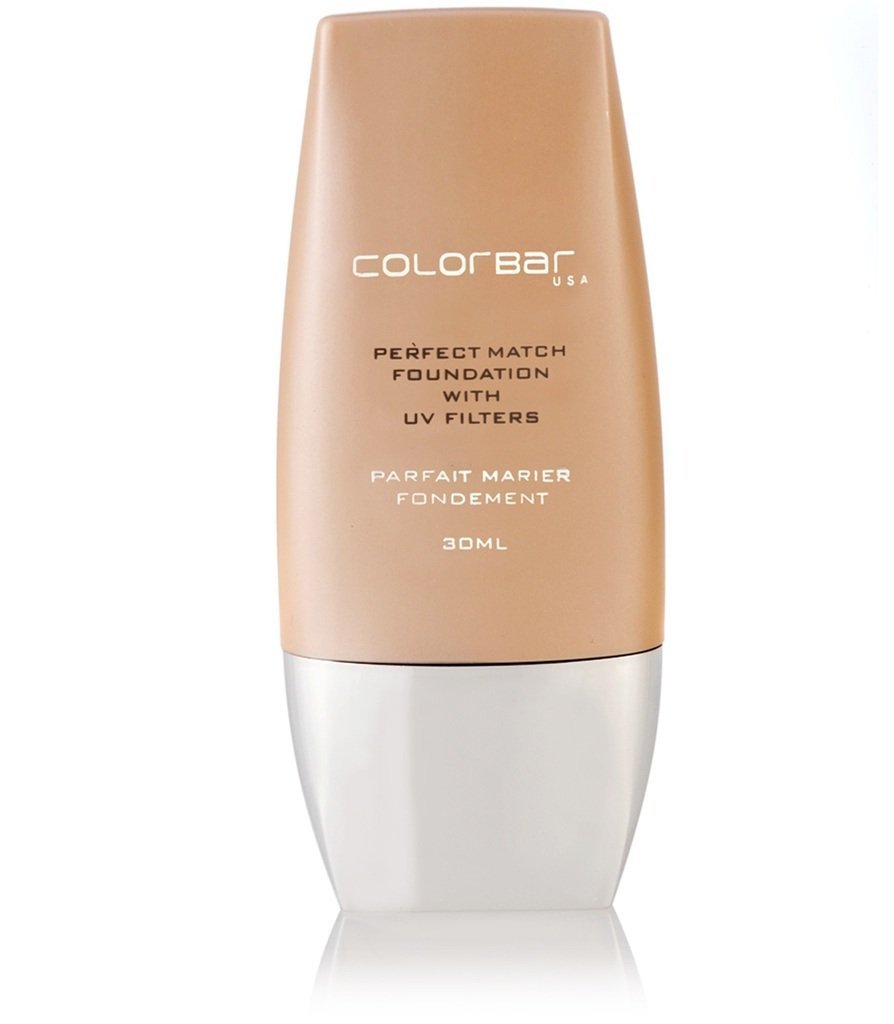 COLORBAR
USA
PERFECT MATCH
FOUNDATION
WITH
UV FILTERS
PARFAIT MARIER
FONDEMENT
30ML